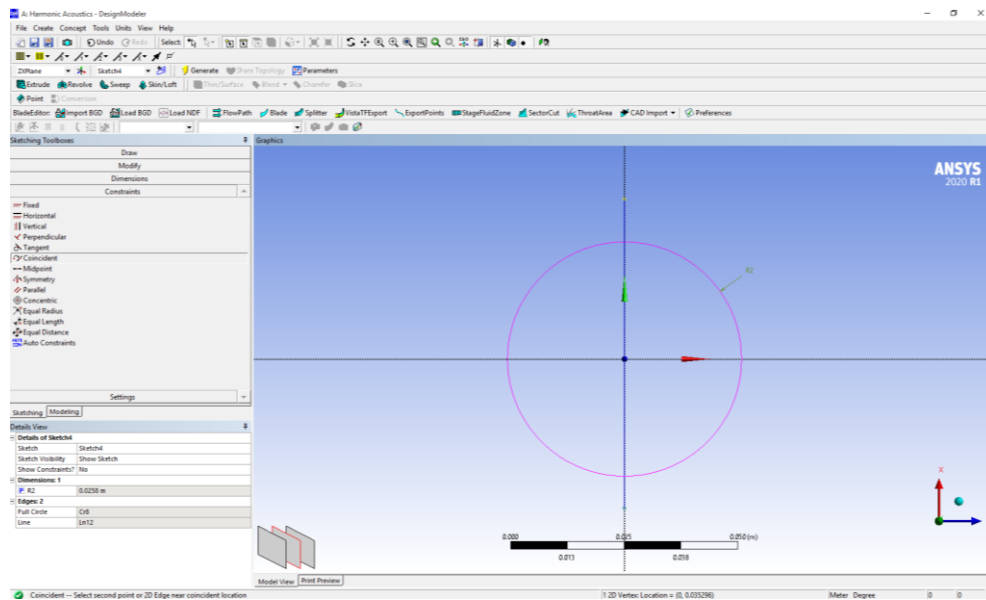 A: Harmonic Acoustics - DesignModeler
File Create Concept Tools Units View Help
Undo Redo Select:
ZXPlane Sketch4 Generate Share Topology Parameters
Extrude Revolve Sweep Skin/Loft Thin/Surface Blend Chamfer Slice
Point Conversion
BladeEditor: Import BGD Load BGD Load NDF FlowPath Blade Splitter VistaTFExport ExportPoints StageFluidZone SectorCut ThroatArea CAD Import Preferences
Sketching Toolboxes
Draw
Modify
Dimensions
Constraints
Fixed
Horizontal
Vertical
Perpendicular
Tangent
Coincident
Midpoint
Symmetry
Parallel
Concentric
Equal Radius
Equal Length
Equal Distance
Auto Constraints
Settings
Sketching Modeling
Details View
Details of Sketch4
Sketch Sketch4
Sketch Visibility Show Sketch
Show Constraints? No
Dimensions: 1
R2 0.0258 m
Edges: 2
Full Circle Cr8
Line Ln12
Graphics
ANSYS
2020 R1
R2
X
0.000 0.025 0.050 (m)
0.013 0.038
Model View Print Preview
Coincident -- Select second point or 2D Edge near coincident location
1 2D Vertex: Location = (0, 0.035296)
Meter Degree 0 0